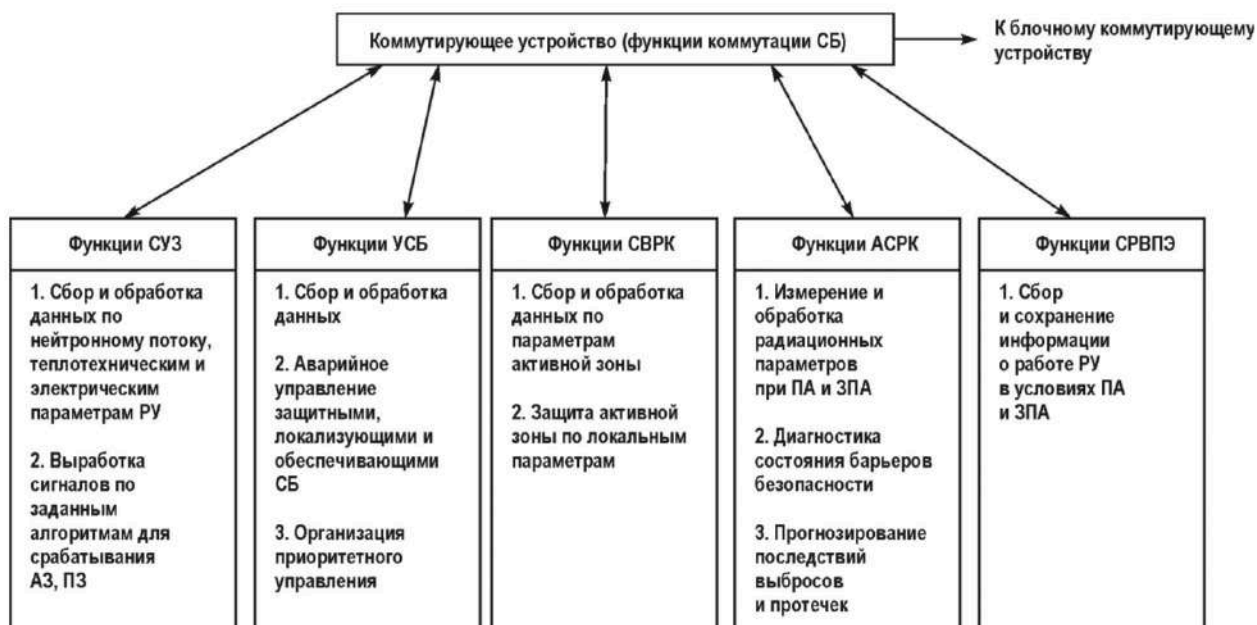 Коммутирующее устройство (функции коммутации СБ)
К блочному коммутирующему
устройству
Функции СУЗ
1. Сбор и обработка
данных по
нейтронному потоку,
теплотехническим и
электрическим
параметрам РУ
2. Выработка
сигналов по
заданным
алгоритмам для
срабатывания
АЗ, ПЗ
Функции УСБ
1. Сбор и обработка
данных
2. Аварийное
управление
защитными,
локализующими и
обеспечивающими
СБ
3. Организация
приоритетного
управления
Функции СВРК
1. Сбор и обработка
данных по
параметрам
активной зоны
2. Защита активной
зоны по локальным
параметрам
Функции АСРК
1. Измерение и
обработка
радиационных
параметров
при ПА и ЗПА
2. Диагностика
состояния барьеров
безопасности
3. Прогнозирование
последствий
выбросов
и протечек
Функции СРВПЭ
1. Сбор
и сохранение
информации
о работе РУ
в условиях ПА
и ЗПА